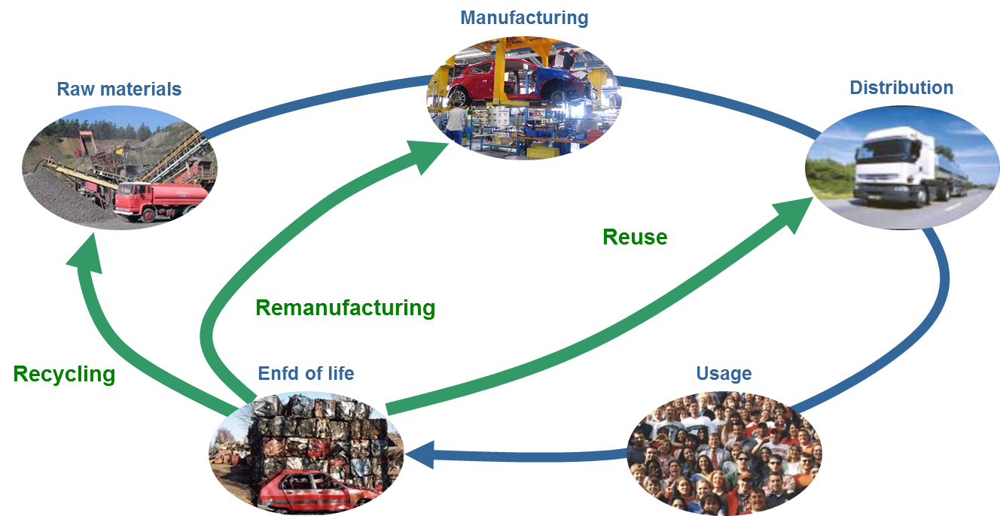 Manufacturing
Raw materials
Distribution
Reuse
Remanufacturing
Recycling
Enfd of life
Usage